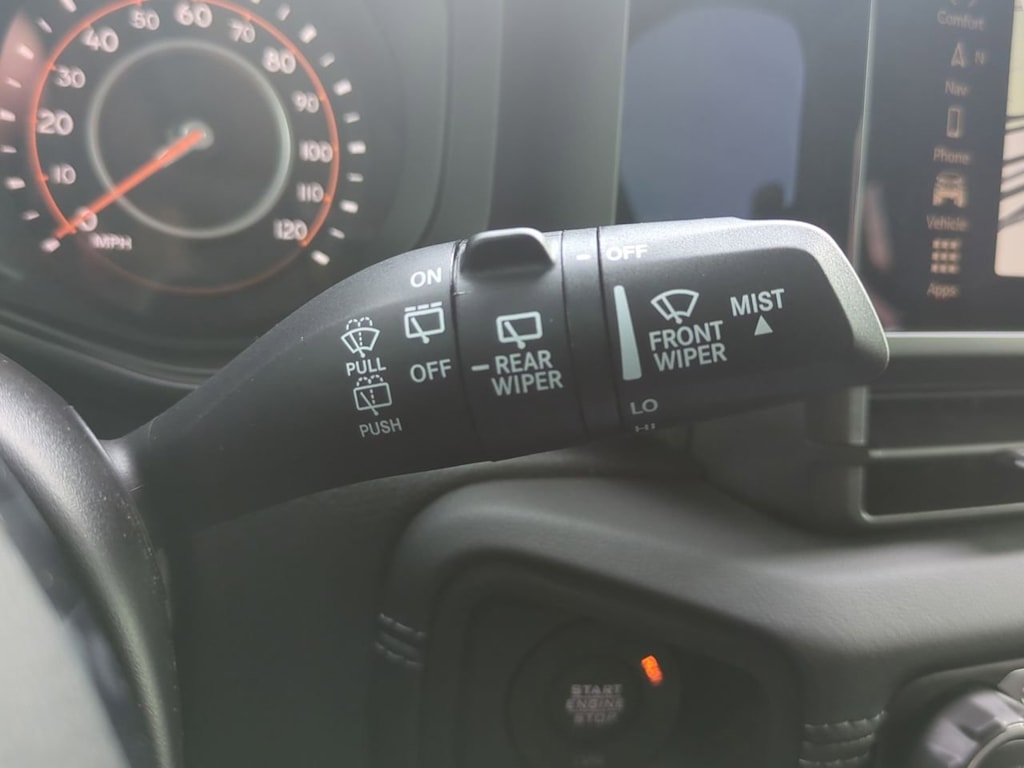 0
10
20
30
40
50
60
70
80
90
100
110
120
MPH
Comfort
N
Nav
Phone
Vehicle
Apps
ON
OFF
PULL
PUSH
REAR
WIPER
OFF
FRONT
WIPER
MIST
LO
HI
START
ENGINE
STOP